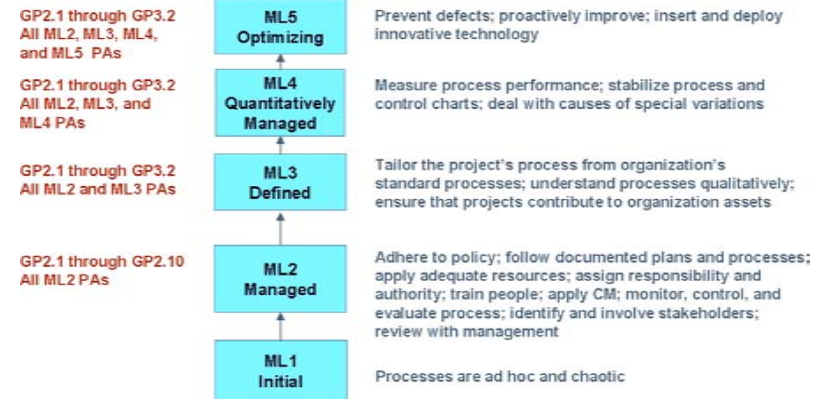 GP2.1 through GP3.2
All ML2, ML3, ML4,
and ML5 PAs
ML5
Optimizing
Prevent defects; proactively improve; insert and deploy
innovative technology
GP2.1 through GP3.2
All ML2, ML3, and
ML4 PAs
ML4
Quantitatively
Managed
Measure process performance; stabilize process and
control charts; deal with causes of special variations
GP2.1 through GP3.2
All ML2 and ML3 PAs
ML3
Defined
Tailor the project's process from organization's
standard processes; understand processes qualitatively;
ensure that projects contribute to organization assets
GP2.1 through GP2.10
All ML2 PAs
ML2
Managed
Adhere to policy; follow documented plans and processes;
apply adequate resources; assign responsibility and
authority; train people; apply CM; monitor, control, and
evaluate process; identify and involve stakeholders;
review with management
ML1
Initial
Processes are ad hoc and chaotic